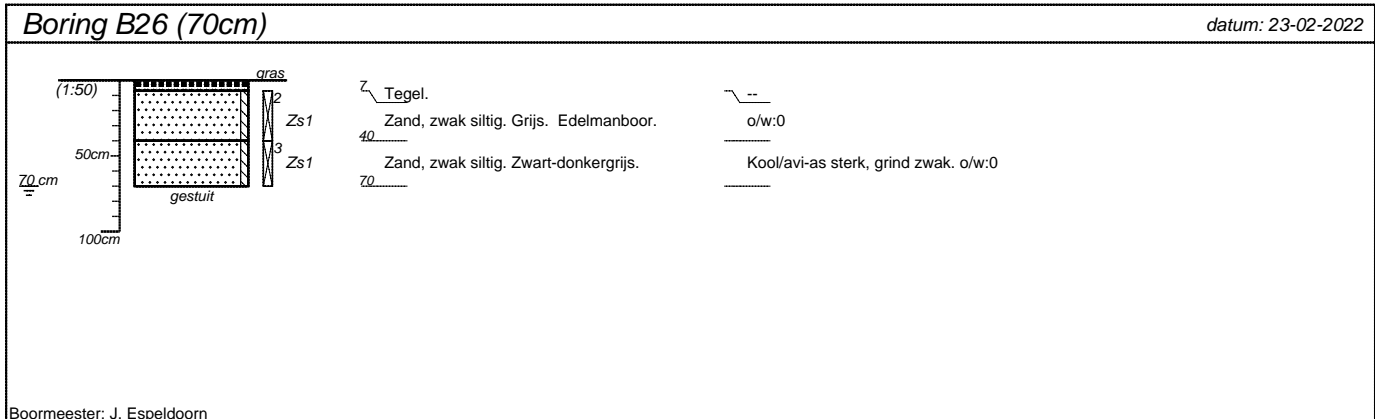 Boring B26 (70cm)
datum: 23-02-2022
gras
(1:50)
7
Tegel.
--
2
Zs1
Zand, zwak siltig. Grijs.  Edelmanboor.
o/w:0
40
3
50cm
Zs1
Zand, zwak siltig. Zwart-donkergrijs.
Kool/avi-as sterk, grind zwak. o/w:0
70 cm
70
gestuit
100cm
Boormeester: J. Espeldoorn